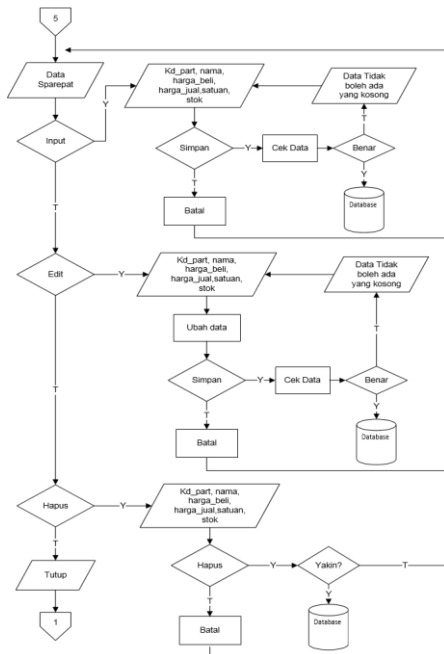 5
Data
Sparepat
Kd_part, nama,
harga_beli,
harga_jual,satuan,
stok
Data Tidak
boleh ada
yang kosong
Y
T
Input
Simpan
Y
Cek Data
Benar
T
Y
Batal
Database
T
Edit
Y
Kd_part, nama,
harga_beli,
harga_jual,satuan,
stok
Data Tidak
boleh ada
yang kosong
Ubah data
T
Simpan
Y
Cek Data
Benar
T
Y
Batal
Database
T
Hapus
Y
Kd_part, nama,
harga_beli,
harga_jual,satuan,
stok
T
Tutup
Hapus
Y
Yakin?
T
T
Y
1
Batal
Database